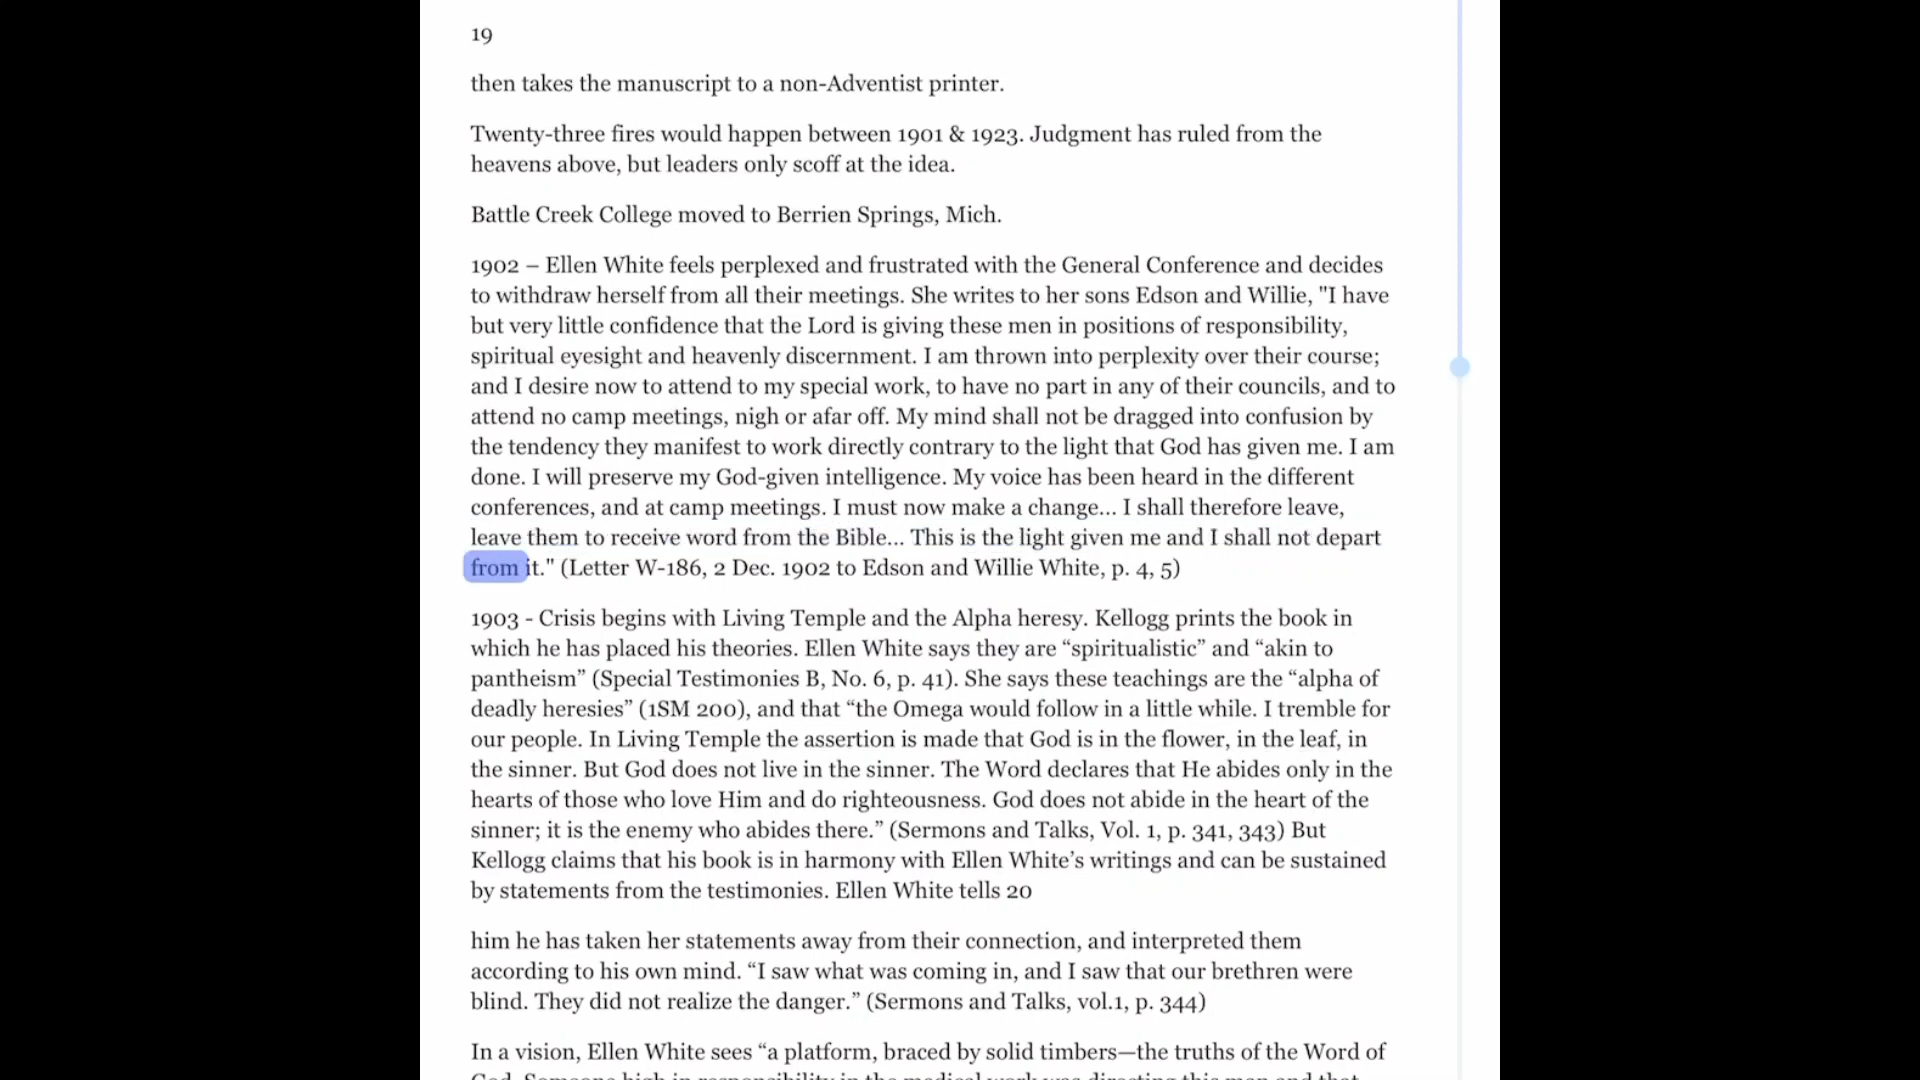 19
then takes the manuscript to a non-Adventist printer.
Twenty-three fires would happen between 1901 & 1923. Judgment has ruled from the
heavens above, but leaders only scoff at the idea.
Battle Creek College moved to Berrien Springs, Mich.
1902 – Ellen White feels perplexed and frustrated with the General Conference and decides
to withdraw herself from all their meetings. She writes to her sons Edson and Willie, "I have
but very little confidence that the Lord is giving these men in positions of responsibility,
spiritual eyesight and heavenly discernment. I am thrown into perplexity over their course;
and I desire now to attend to my special work, to have no part in any of their councils, and to
attend no camp meetings, nigh or afar off. My mind shall not be dragged into confusion by
the tendency they manifest to work directly contrary to the light that God has given me. I am
done. I will preserve my God-given intelligence. My voice has been heard in the different
conferences, and at camp meetings. I must now make a change... I shall therefore leave,
leave them to receive word from the Bible... This is the light given me and I shall not depart
from it." (Letter W-186, 2 Dec. 1902 to Edson and Willie White, p. 4, 5)
1903 - Crisis begins with Living Temple and the Alpha heresy. Kellogg prints the book in
which he has placed his theories. Ellen White says they are “spiritualistic” and “akin to
pantheism” (Special Testimonies B, No. 6, p. 41). She says these teachings are the “alpha of
deadly heresies” (1SM 200), and that “the Omega would follow in a little while. I tremble for
our people. In Living Temple the assertion is made that God is in the flower, in the leaf, in
the sinner. But God does not live in the sinner. The Word declares that He abides only in the
hearts of those who love Him and do righteousness. God does not abide in the heart of the
sinner; it is the enemy who abides there.” (Sermons and Talks, Vol. 1, p. 341, 343) But
Kellogg claims that his book is in harmony with Ellen White’s writings and can be sustained
by statements from the testimonies. Ellen White tells 20
him he has taken her statements away from their connection, and interpreted them
according to his own mind. “I saw what was coming in, and I saw that our brethren were
blind. They did not realize the danger.” (Sermons and Talks, vol.1, p. 344)
In a vision, Ellen White sees “a platform, braced by solid timbers—the truths of the Word of
God. Someone high in responsibility in the medical work was directing this man and that